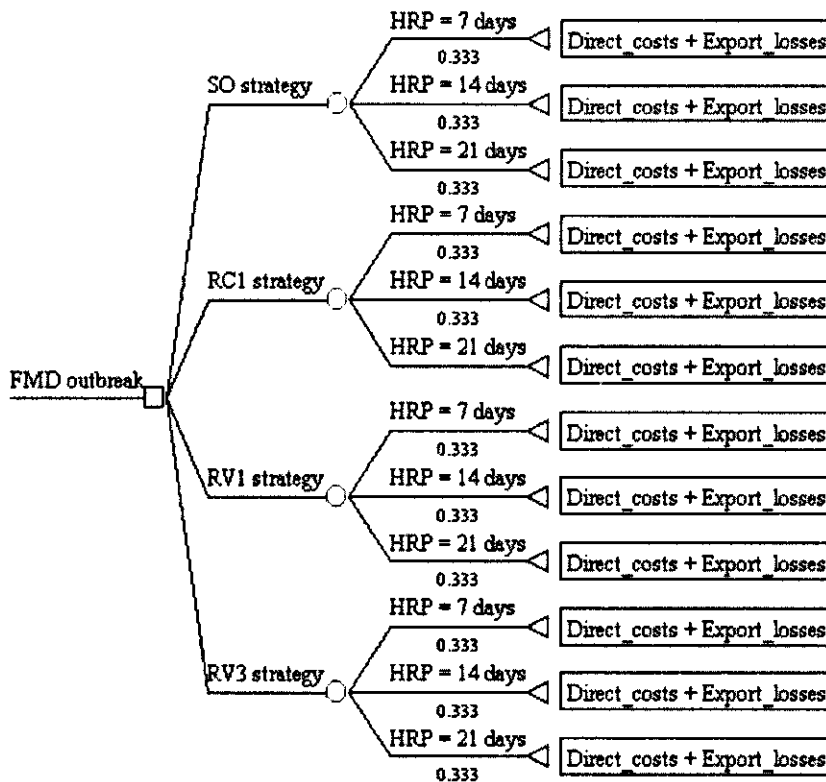 HRP = 7 days
Direct_costs + Export_losses
0.333
SO strategy
HRP = 14 days
Direct_costs + Export_losses
0.333
HRP = 21 days
Direct_costs + Export_losses
0.333
HRP = 7 days
Direct_costs + Export_losses
0.333
RC1 strategy
HRP = 14 days
Direct_costs + Export_losses
0.333
HRP = 21 days
Direct_costs + Export_losses
0.333
FMD outbreak
HRP = 7 days
Direct_costs + Export_losses
0.333
RV1 strategy
HRP = 14 days
Direct_costs + Export_losses
0.333
HRP = 21 days
Direct_costs + Export_losses
0.333
HRP = 7 days
Direct_costs + Export_losses
0.333
RV3 strategy
HRP = 14 days
Direct_costs + Export_losses
0.333
HRP = 21 days
Direct_costs + Export_losses
0.333